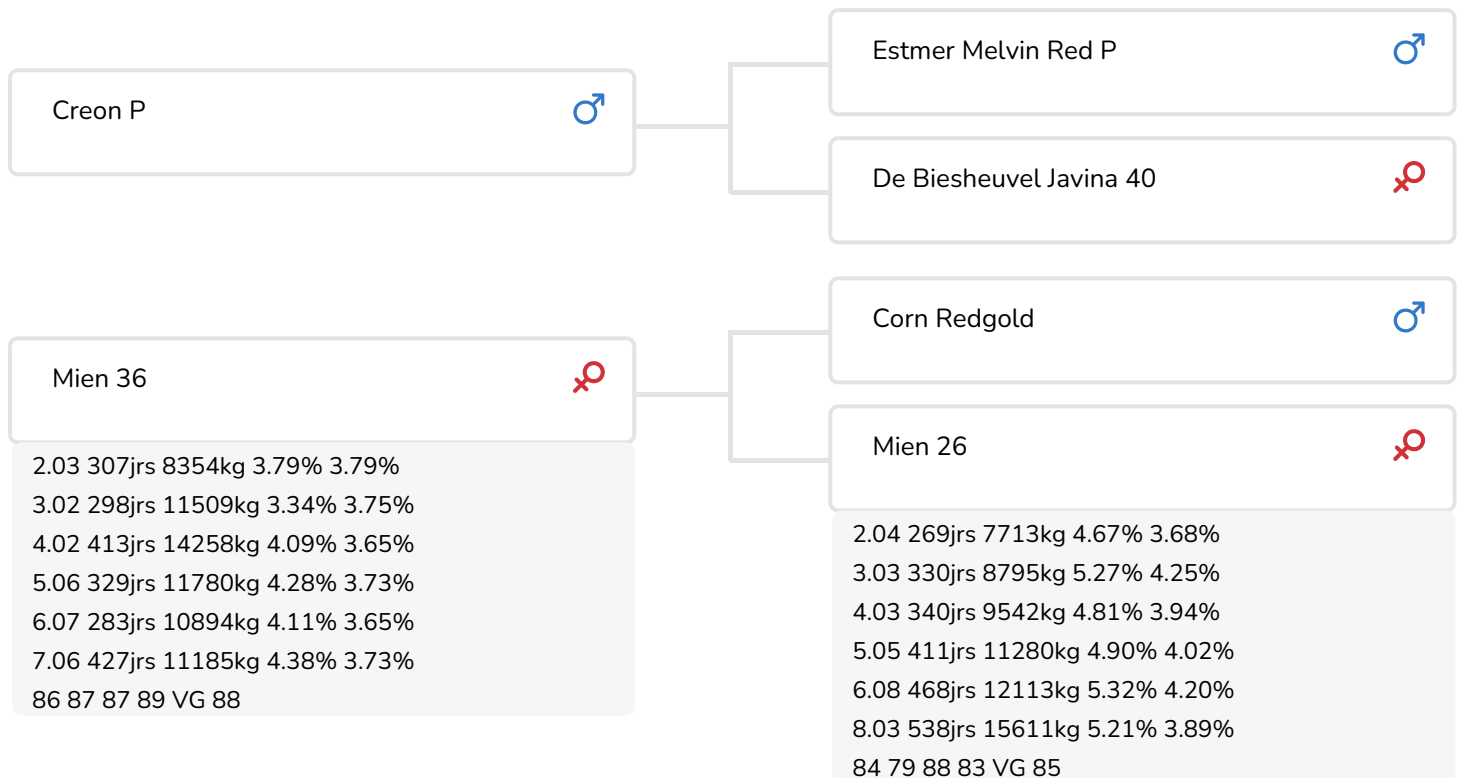 Creon P
Estmer Melvin Red P
De Biesheuvel Javina 40
Mien 36
2.03 307jrs 8354kg 3.79% 3.79%
3.02 298jrs 11509kg 3.34% 3.75%
4.02 413jrs 14258kg 4.09% 3.65%
5.06 329jrs 11780kg 4.28% 3.73%
6.07 283jrs 10894kg 4.11% 3.65%
7.06 427jrs 11185kg 4.38% 3.73%
86 87 87 89 VG 88
Corn Redgold
Mien 26
2.04 269jrs 7713kg 4.67% 3.68%
3.03 330jrs 8795kg 5.27% 4.25%
4.03 340jrs 9542kg 4.81% 3.94%
5.05 411jrs 11280kg 4.90% 4.02%
6.08 468jrs 12113kg 5.32% 4.20%
8.03 538jrs 15611kg 5.21% 3.89%
84 79 88 83 VG 85